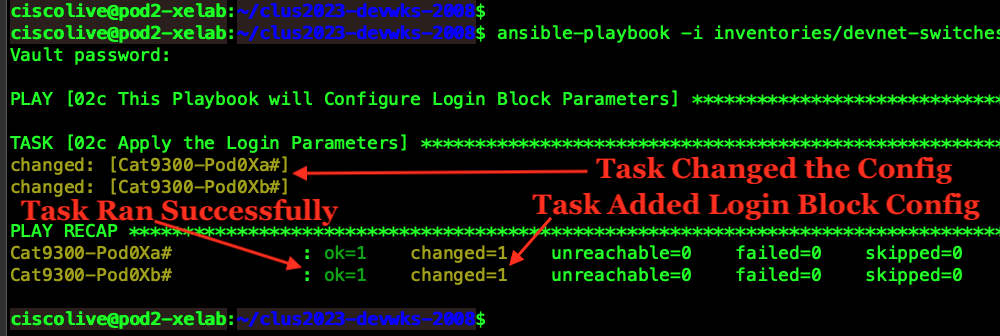 ciscolive@pod2-xelab:~/clus2023-devwks-2008$
ciscolive@pod2-xelab:~/clus2023-devwks-2008$ ansible-playbook -i inventories/devnet-switches
Vault password:
PLAY [02c This Playbook will Configure Login Block Parameters] *****************************
TASK [02c Apply the Login Parameters] ******************************************************
changed: [Cat9300-Pod0Xa#]
Task Changed the Config
changed: [Cat9300-Pod0Xb#]
Task Ran Successfully
Task Added Login Block Config
PLAY RECAP *********************************************************************************
Cat9300-Pod0Xa# : ok=1 changed=1 unreachable=0 failed=0 skipped=0
Cat9300-Pod0Xb# : ok=1 changed=1 unreachable=0 failed=0 skipped=0
ciscolive@pod2-xelab:~/clus2023-devwks-2008$